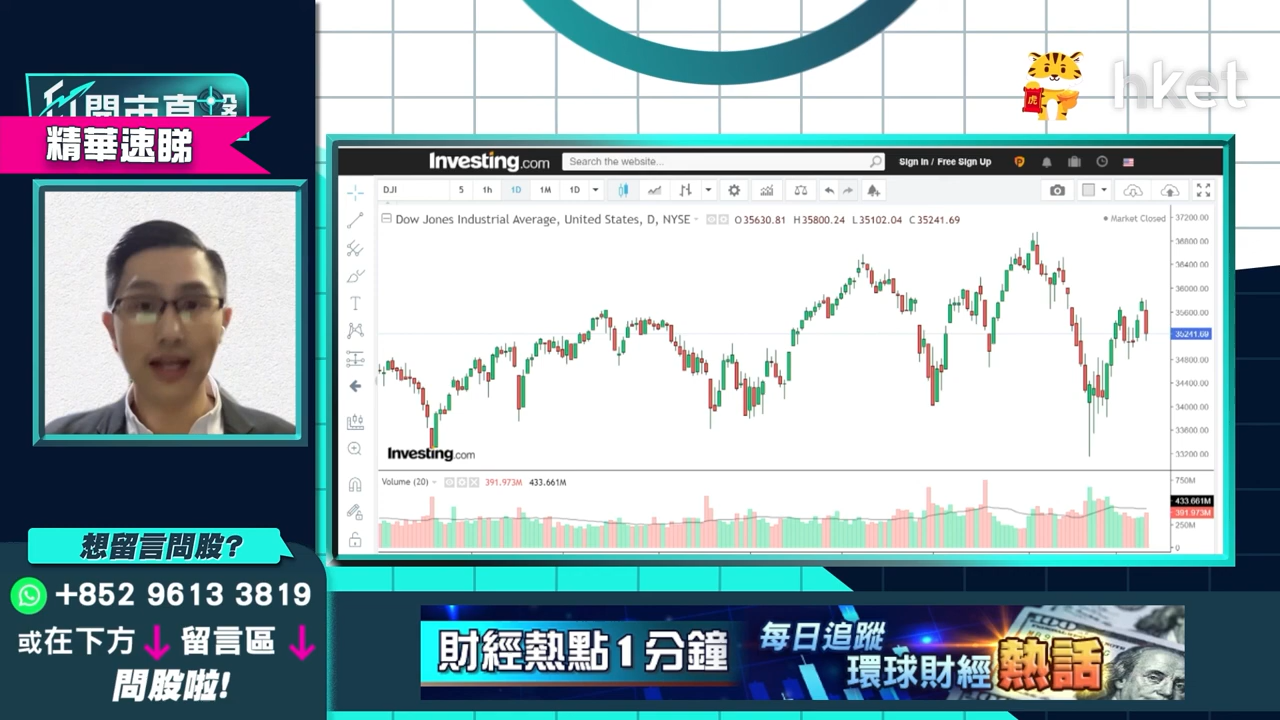 開市直擊
精華速睇
hket
虎
Investing.com
Search the website...
Sign In / Free Sign Up
DJI
5
1h
1D
1M
1D
Dow Jones Industrial Average, United States, D, NYSE
O35630.81 H35800.24 L35102.04 C35241.69
Market Closed
37200.00
36800.00
36400.00
36000.00
35600.00
35241.69
34800.00
34400.00
34000.00
33600.00
33200.00
Investing.com
Volume (20)
391.973M
433.661M
750M
433.661M
391.973M
250M
0
想留言問股?
+852 9613 3819
或在下方 留言區
問股啦!
財經熱點1分鐘
每日追蹤
環球財經熱話